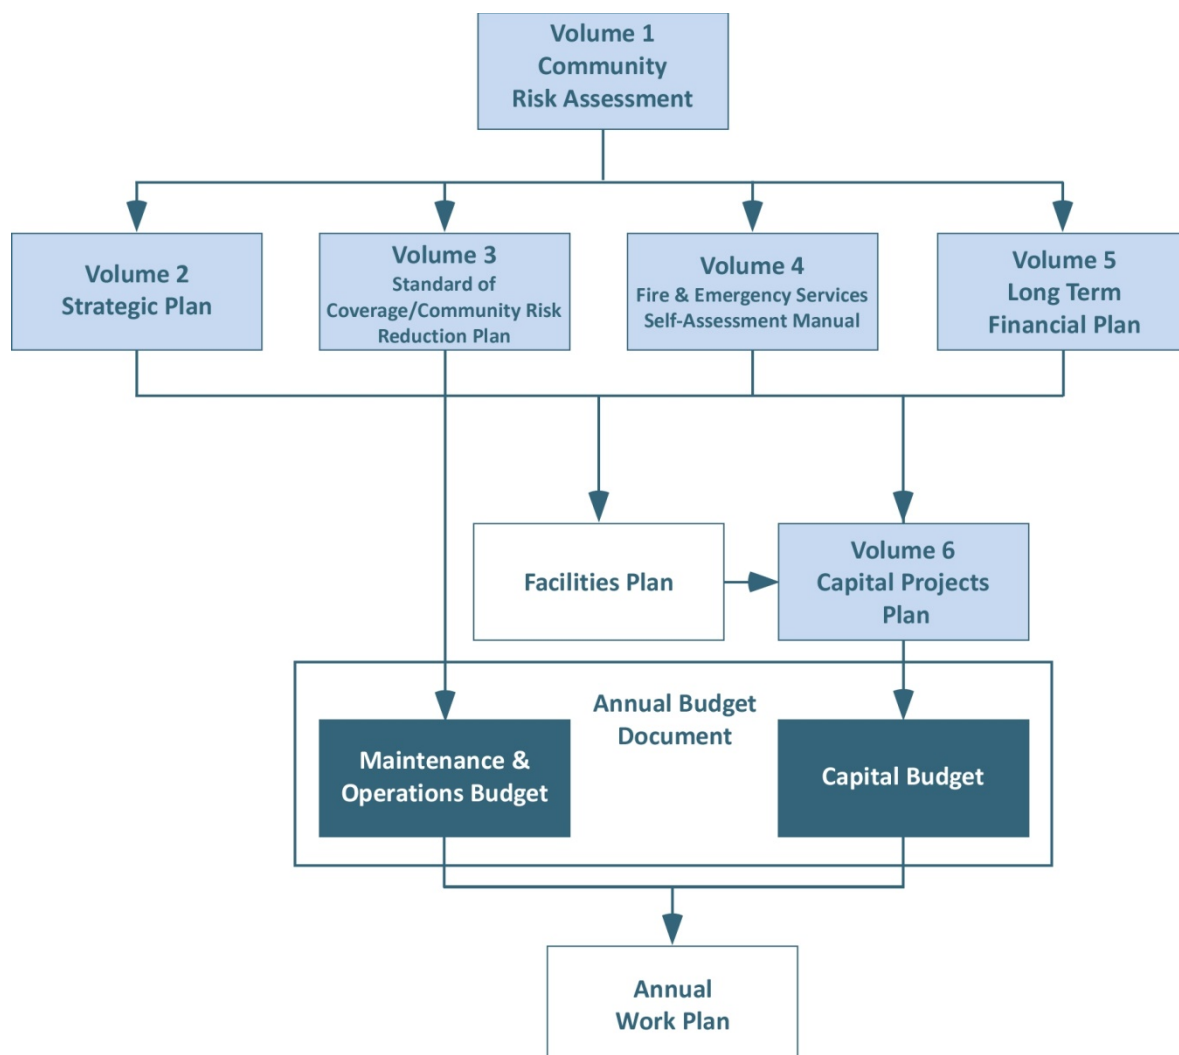 Volume 1
Community
Risk Assessment
Volume 2
Strategic Plan
Volume 3
Standard of
Coverage/Community Risk
Reduction Plan
Volume 4
Fire & Emergency Services
Self-Assessment Manual
Volume 5
Long Term
Financial Plan
Facilities Plan
Volume 6
Capital Projects
Plan
Annual Budget
Document
Maintenance &
Operations Budget
Capital Budget
Annual
Work Plan